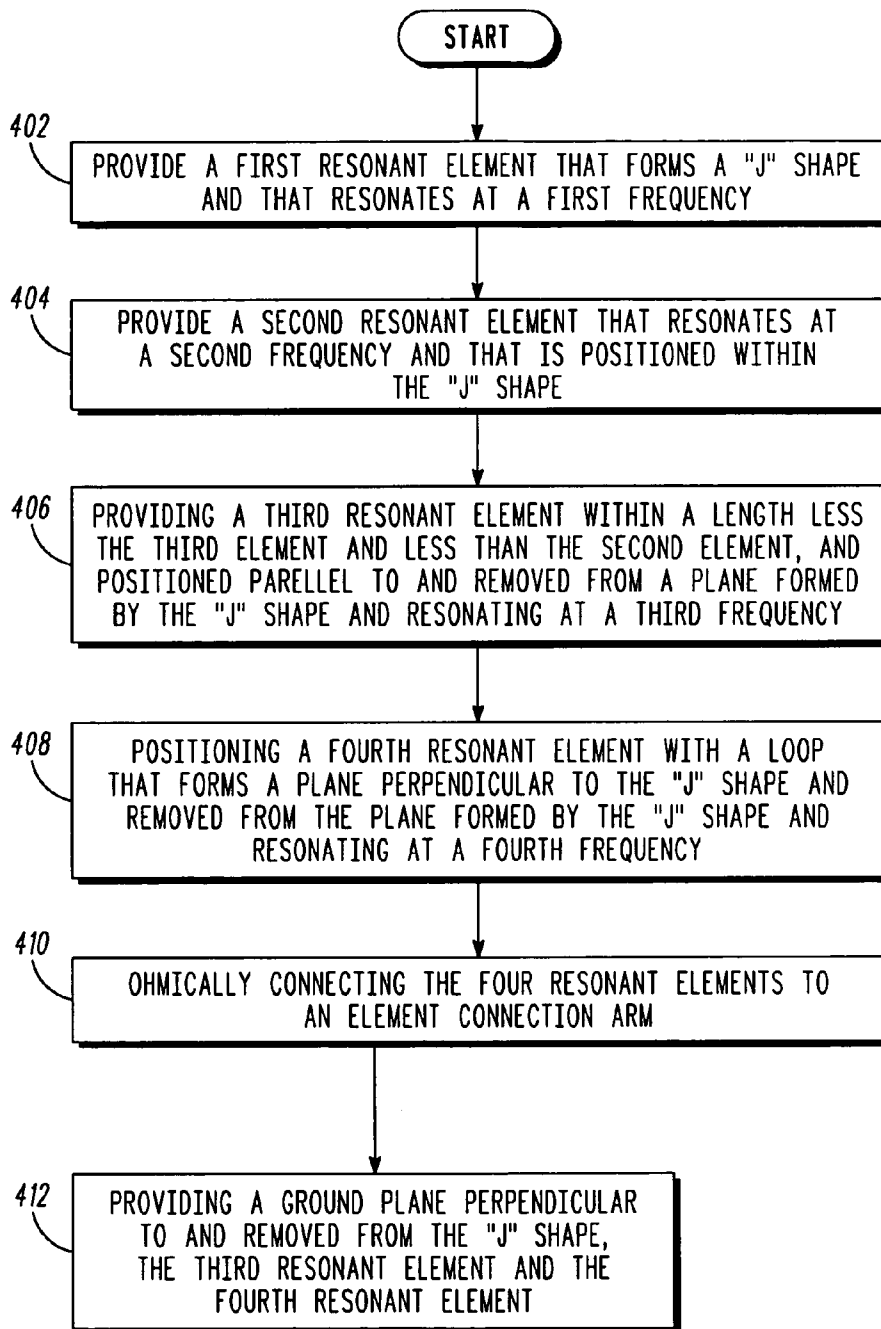 START
402
PROVIDE A FIRST RESONANT ELEMENT THAT FORMS A "J" SHAPE
AND THAT RESONATES AT A FIRST FREQUENCY
404
PROVIDE A SECOND RESONANT ELEMENT THAT RESONATES AT
A SECOND FREQUENCY AND THAT IS POSITIONED WITHIN
THE "J" SHAPE
406
PROVIDING A THIRD RESONANT ELEMENT WITHIN A LENGTH LESS
THE THIRD ELEMENT AND LESS THAN THE SECOND ELEMENT, AND
POSITIONED PARELLEL TO AND REMOVED FROM A PLANE FORMED
BY THE "J" SHAPE AND RESONATING AT A THIRD FREQUENCY
408
POSITIONING A FOURTH RESONANT ELEMENT WITH A LOOP
THAT FORMS A PLANE PERPENDICULAR TO THE "J" SHAPE AND
REMOVED FROM THE PLANE FORMED BY THE "J" SHAPE AND
RESONATING AT A FOURTH FREQUENCY
410
OHMICALLY CONNECTING THE FOUR RESONANT ELEMENTS TO
AN ELEMENT CONNECTION ARM
412
PROVIDING A GROUND PLANE PERPENDICULAR
TO AND REMOVED FROM THE "J" SHAPE,
THE THIRD RESONANT ELEMENT AND THE
FOURTH RESONANT ELEMENT